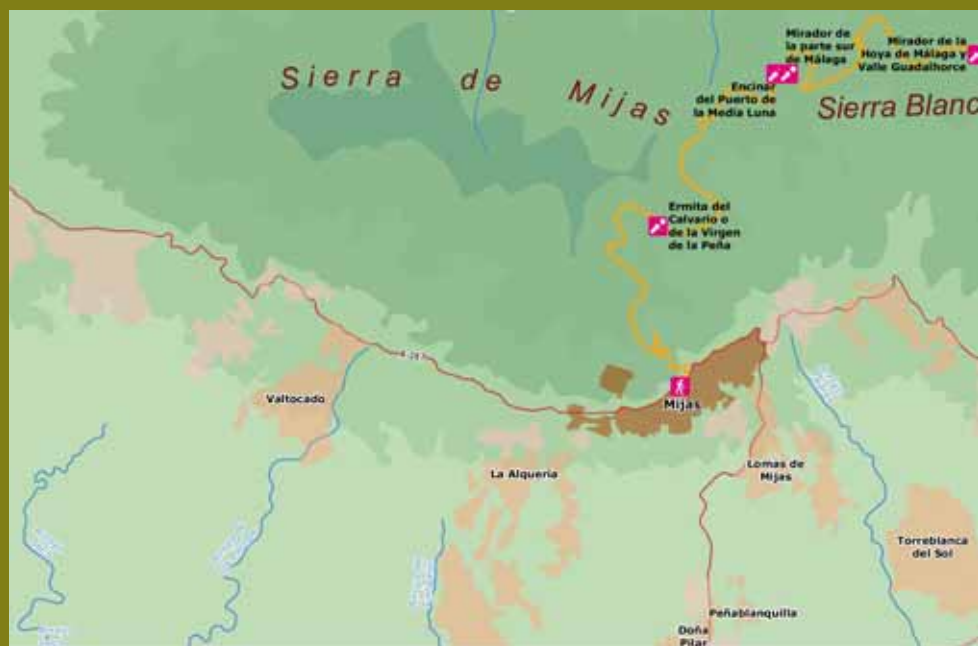 Mirador de
la parte sur
de Málaga
Mirador de la
Hoya de Málaga y
Valle Guadalhorce
Sierra de Mijas
Encinar
del Puerto de
la Media Luna
Sierra Blanc
Ermita del
Calvario o
de la Virgen
de la Peña
Valtocado
Mijas
La Alquería
Lomas de
Mijas
Torreblanca
del Sol
Peñablanquilla
Doña
Pilar